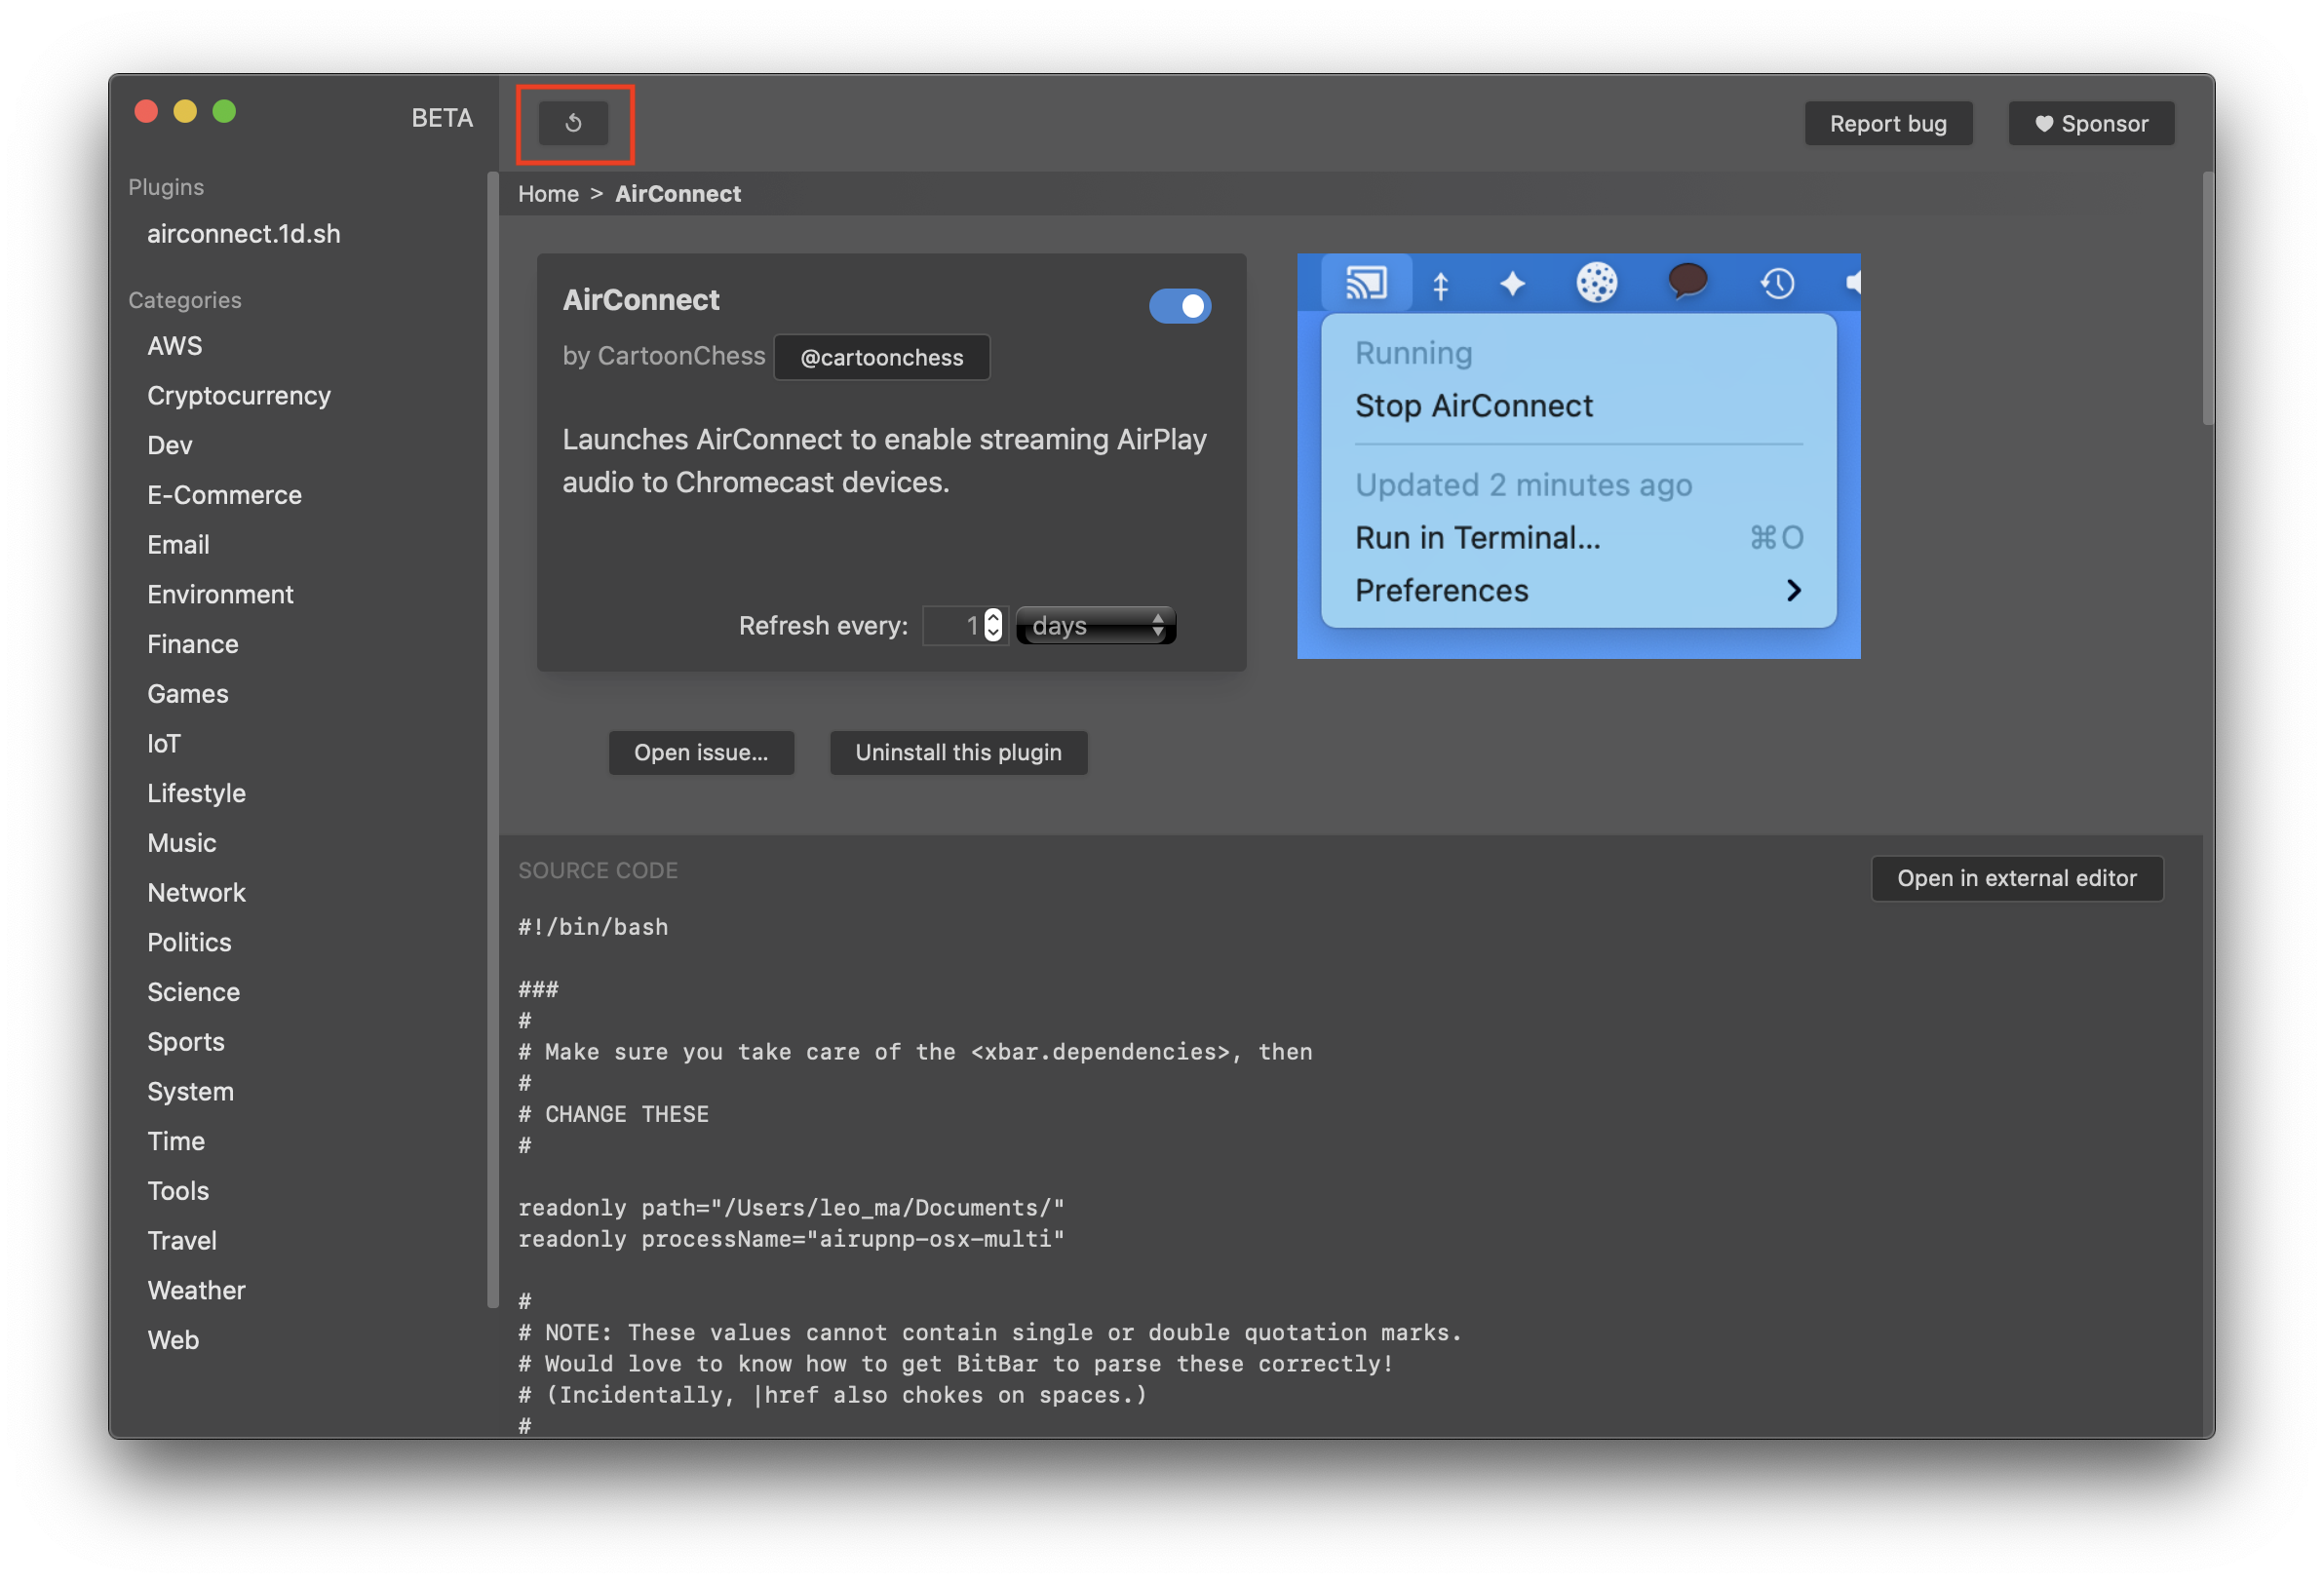 BETA
Report bug
Sponsor
Plugins
airconnect.1d.sh
Categories
AWS
Cryptocurrency
Dev
E-Commerce
Email
Environment
Finance
Games
IoT
Lifestyle
Music
Network
Politics
Science
Sports
System
Time
Tools
Travel
Weather
Web
Home > AirConnect
AirConnect
by CartoonChess @cartoonchess
Launches AirConnect to enable streaming AirPlay
audio to Chromecast devices.
Refresh every: 1 days
Running
Stop AirConnect
Updated 2 minutes ago
Run in Terminal... ⌘O
Preferences
Open issue...
Uninstall this plugin
SOURCE CODE
Open in external editor
#!/bin/bash
###
#
# Make sure you take care of the <xbar.dependencies>, then
#
# CHANGE THESE
#
readonly path="/Users/leo_ma/Documents/"
readonly processName="airupnp-osx-multi"
#
# NOTE: These values cannot contain single or double quotation marks.
# Would love to know how to get BitBar to parse these correctly!
# (Incidentally, |href also chokes on spaces.)
#